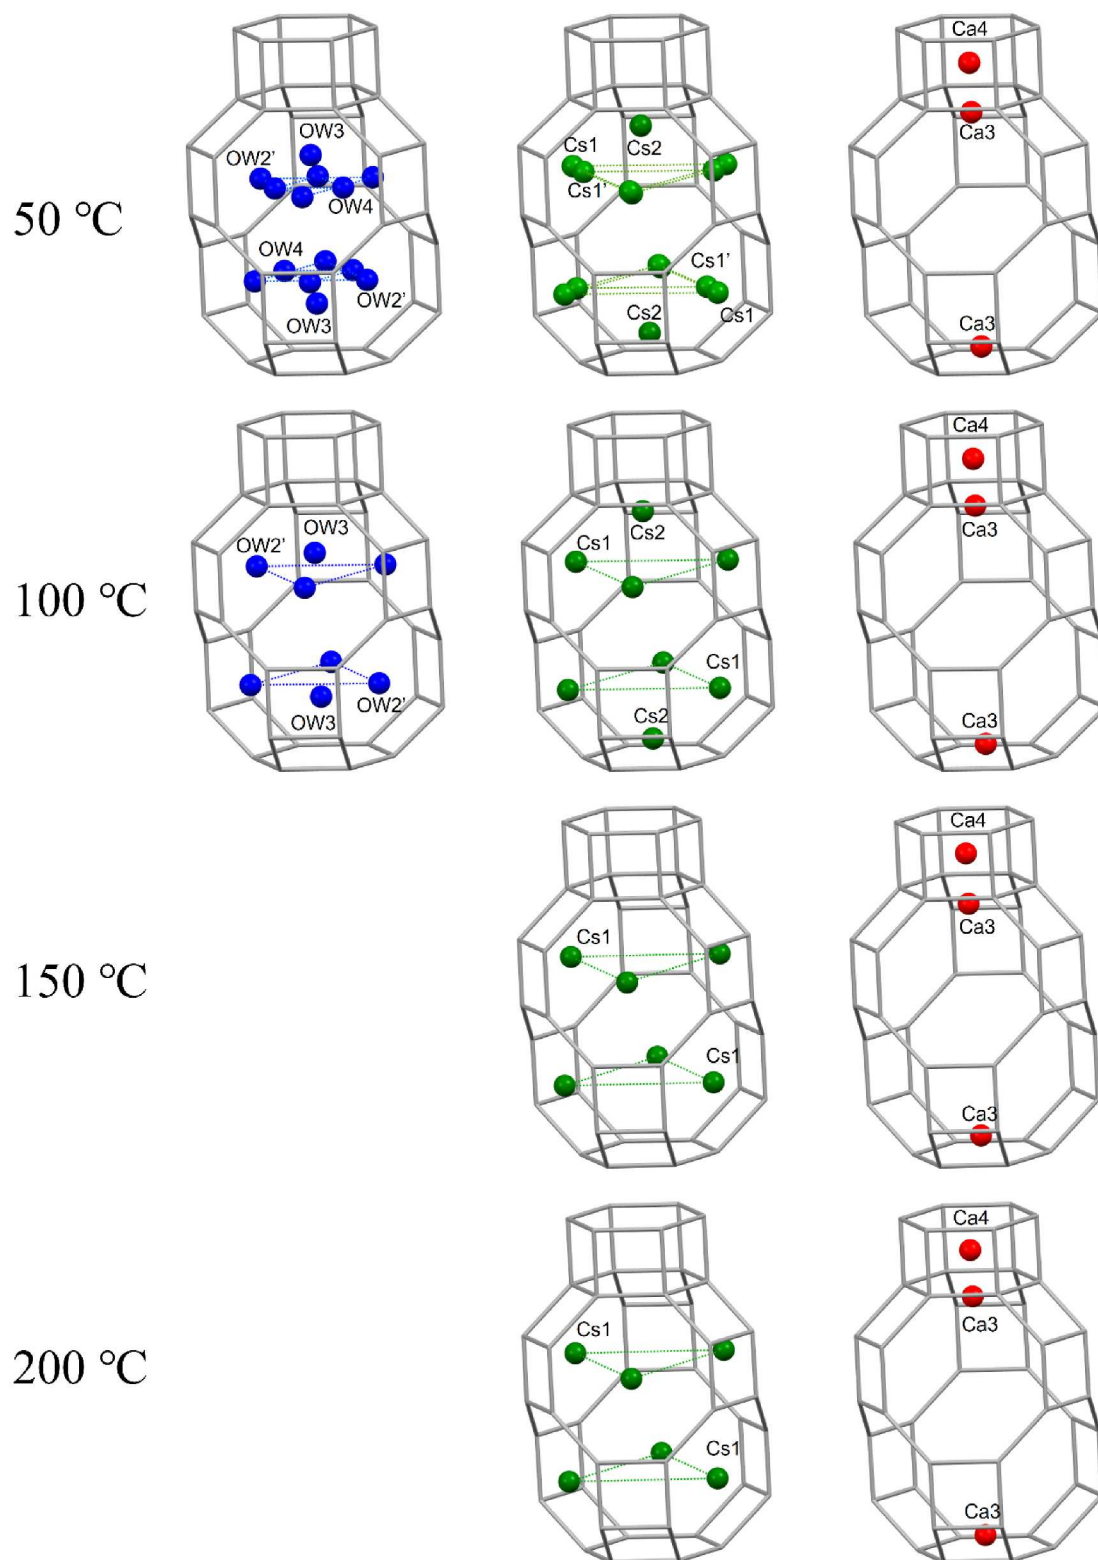 50 ℃
OW3
OW2'
OW4
OW4
OW2'
OW3
Cs1
Cs2
Cs1'
Cs1'
Cs2
Cs1
Ca4
Ca3
Ca3
100 ℃
OW3
OW2'
OW3
OW2'
Cs2
Cs1
Cs1
Cs2
Ca4
Ca3
Ca3
150 ℃
Cs1
Cs1
Ca4
Ca3
Ca3
200 ℃
Cs1
Cs1
Ca4
Ca3
Ca3